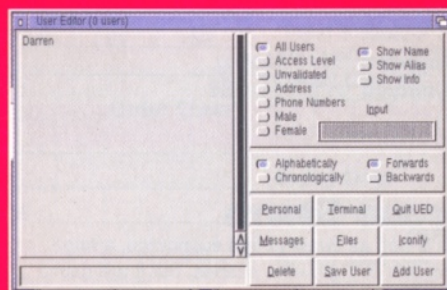 User Editor (0 users)
Darren
All Users
Access Level
Unvalidated
Address
Phone Numbers
Male
Female
Show Name
Show Alias
Show Info
Input
Alphabetically
Chronologically
Forwards
Backwards
Personal
Terminal
Quit UED
Messages
Files
Iconify
Delete
Save User
Add User